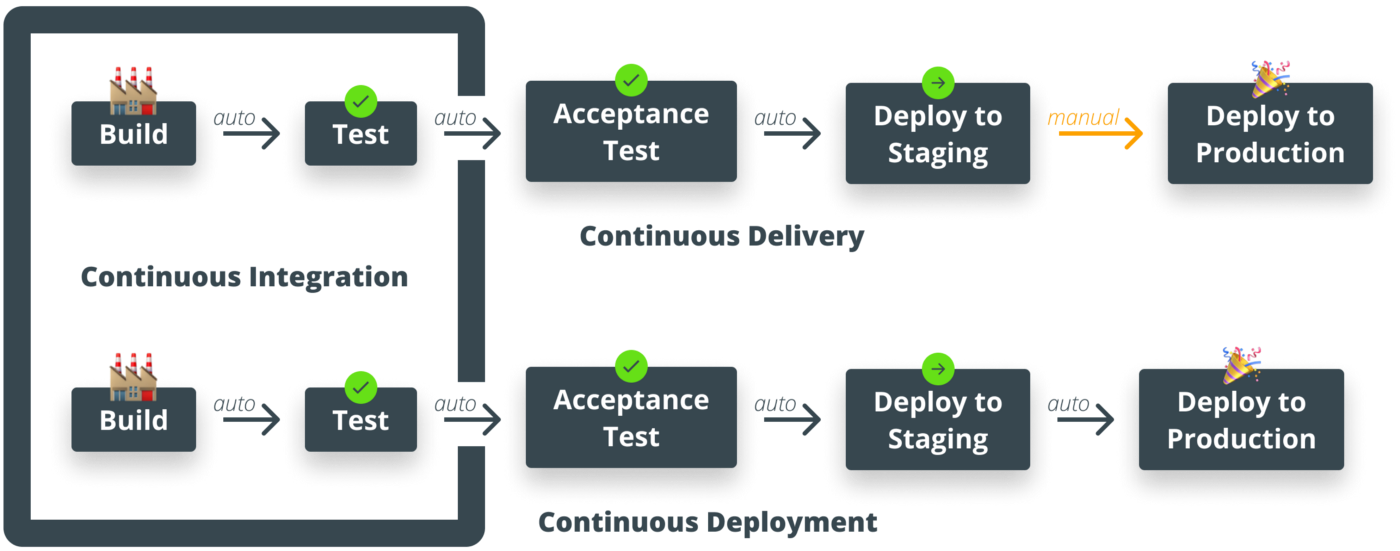 Build
auto
Test
auto
Acceptance
Test
auto
Deploy to
Staging
manual
Deploy to
Production
Continuous Delivery
Continuous Integration
Build
auto
Test
auto
Acceptance
Test
auto
Deploy to
Staging
auto
Deploy to
Production
Continuous Deployment